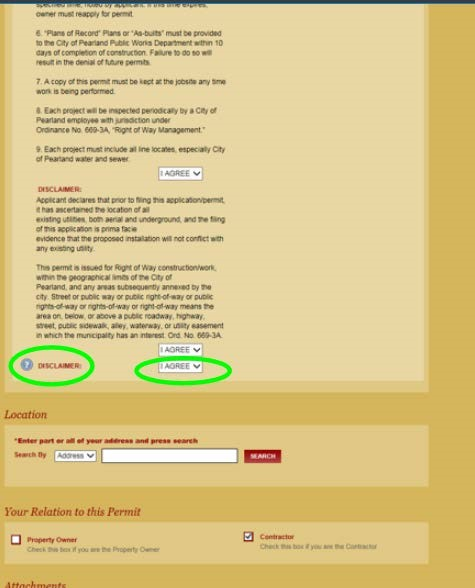 specified time, noted by applicant. If this time expires,
owner must reapply for permit.
6. "Plans of Record" Plans or "As-builts" must be provided
to the City of Pearland Public Works Department within 10
days of completion of construction. Failure to do so will
result in the denial of future permits.
7. A copy of this permit must be kept at the jobsite any time
work is being performed.
8. Each project will be inspected periodically by a City of
Pearland employee with jurisdiction under
Ordinance No. 669-3A, "Right of Way Management."
9. Each project must include all line locates, especially City
of Pearland water and sewer.
I AGREE
DISCLAIMER:
Applicant declares that prior to filing this application/permit,
it has ascertained the location of all
existing utilities, both aerial and underground, and the filing
of this application is prima facie
evidence that the proposed installation will not conflict with
any existing utility.
This permit is issued for Right of Way construction/work,
within the geographical limits of the City of
Pearland, and any areas subsequently annexed by the
city. Street or public way or public right-of-way or public
rights-of-way or rights-of-way or right-of-way means the
area on, below, or above a public roadway, highway,
street, public sidewalk, alley, waterway, or utility easement
in which the municipality has an interest. Ord. No. 669-3A.
I AGREE
? DISCLAIMER: I AGREE
Location
*Enter part or all of your address and press search
Search By Address SEARCH
Your Relation to this Permit
Property Owner
Check this box if you are the Property Owner
Contractor
Check this box if you are the Contractor
Attachments